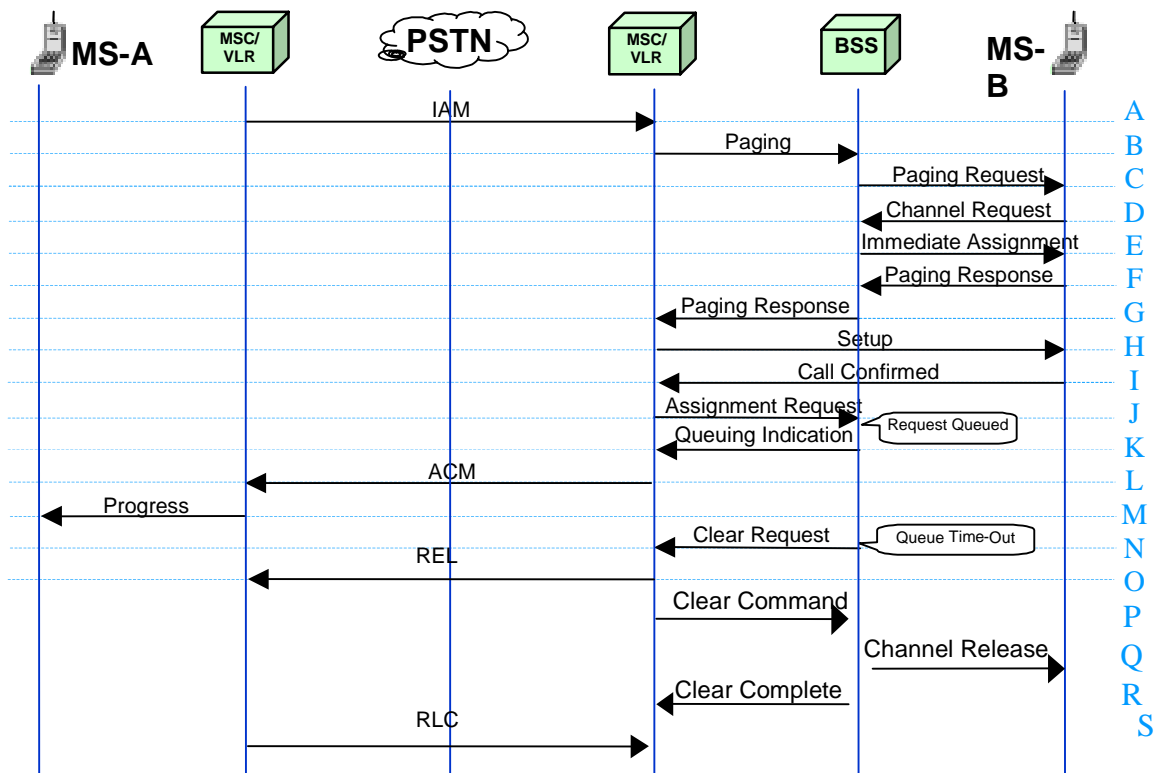 MS-A
MSC/
VLR
PSTN
MSC/
VLR
BSS
MS-
B
IAM
A
Paging
B
Paging Request
C
Channel Request
D
Immediate Assignment
E
Paging Response
F
Paging Response
G
Setup
H
Call Confirmed
I
Assignment Request
J
Request Queued
Queuing Indication
K
ACM
L
Progress
M
Clear Request
Queue Time-Out
N
REL
O
Clear Command
P
Channel Release
Q
Clear Complete
R
RLC
S